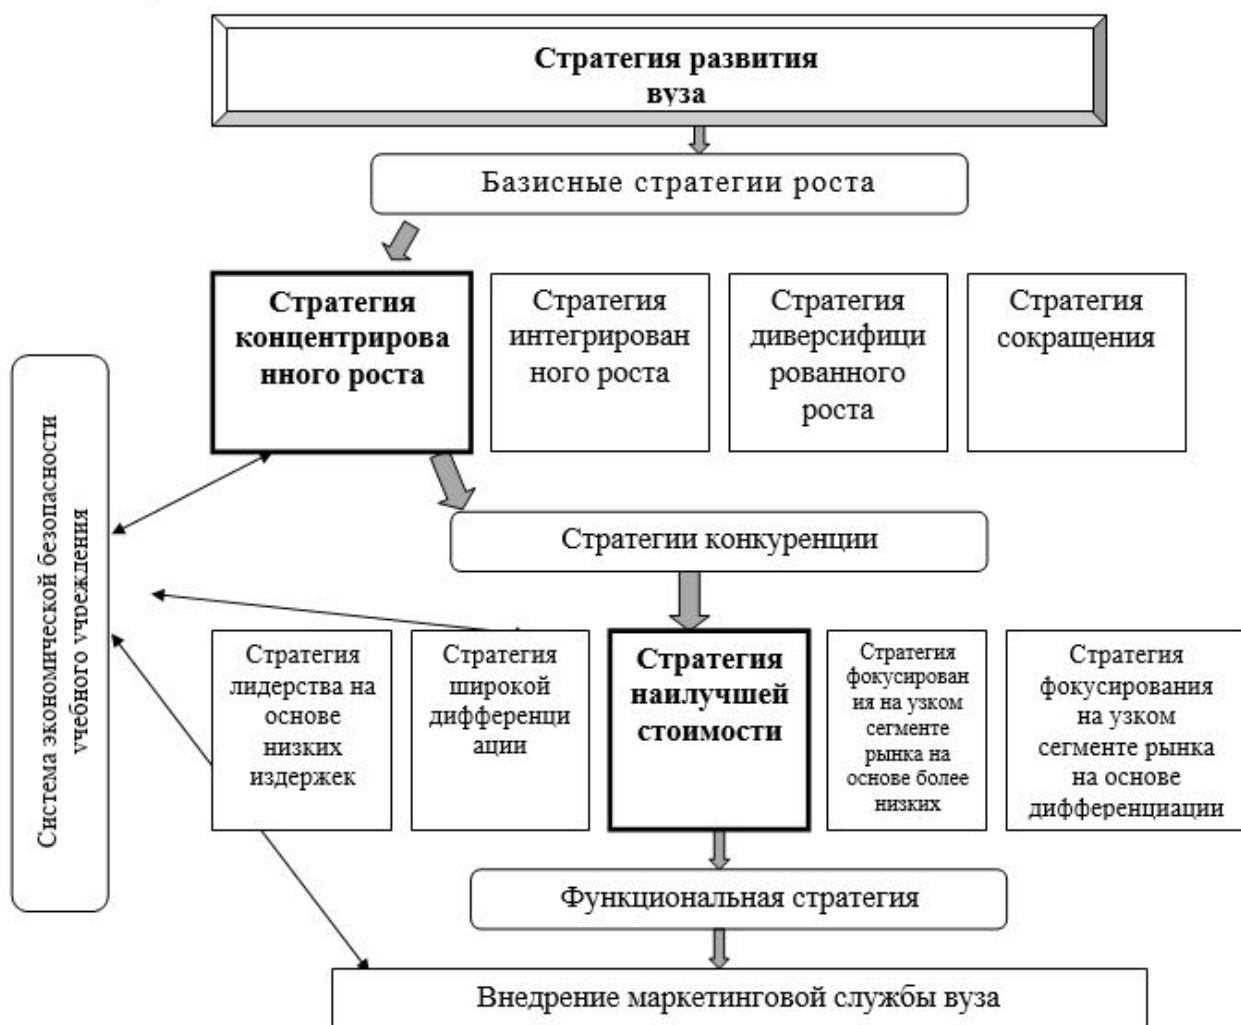 Стратегия развития
вуза
Базисные стратегии роста
Стратегия
концентрирова
нного роста
Стратегия
интегрирован
ного роста
Стратегия
диверсифици
рованного
роста
Стратегия
сокращения
Система экономической безопасности
учебного учреждения
Стратегии конкуренции
Стратегия
лидерства на
основе
низких
издержек
Стратегия
широкой
дифференци
ации
Стратегия
наилучшей
стоимости
Стратегия
фокусирован
ия на узком
сегменте
рынка на
основе более
низких
Стратегия
фокусирования
на узком
сегменте рынка
на основе
дифференциации
Функциональная стратегия
Внедрение маркетинговой службы вуза